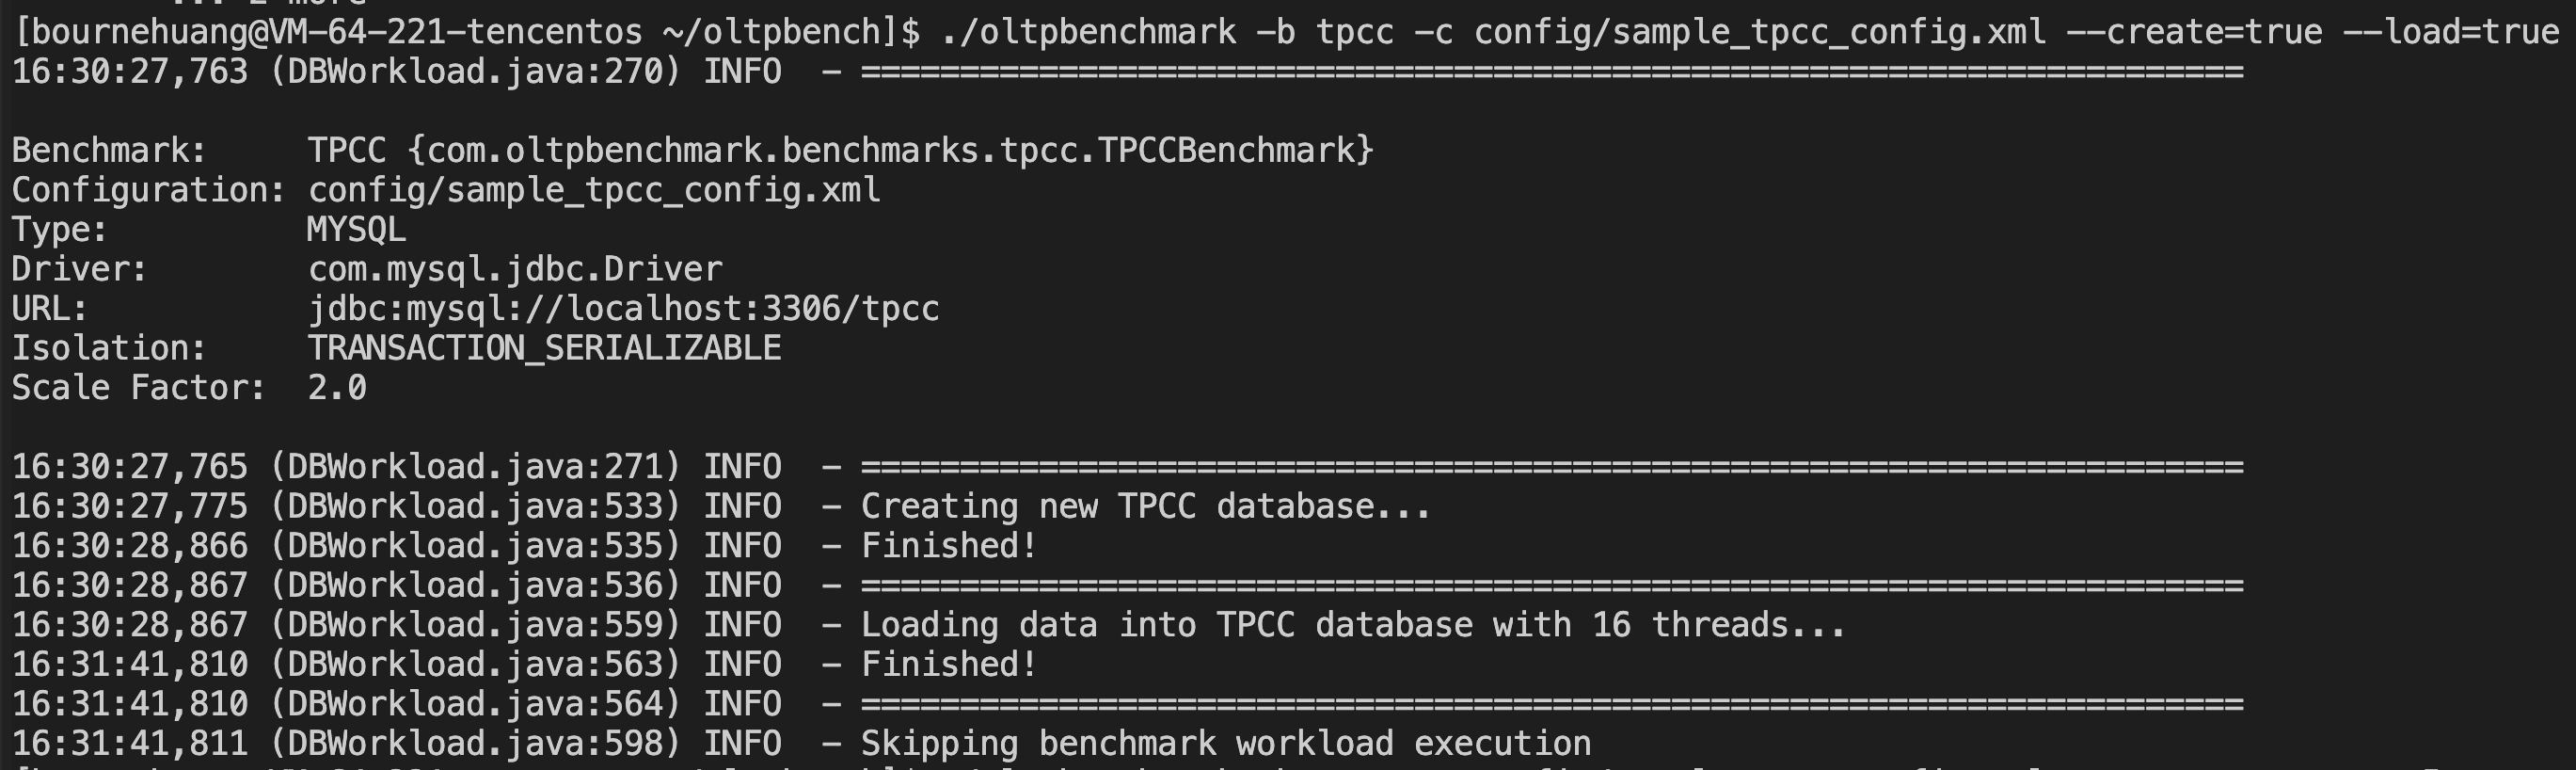 ... 2 more
[bournehuang@VM-64-221-tencentos ~/oltpbench]$ ./oltpbenchmark -b tpcc -c config/sample_tpcc_config.xml --create=true --load=true
16:30:27,763 (DBWorkload.java:270) INFO  - ======================================================================
Benchmark:     TPCC {com.oltpbenchmark.benchmarks.tpcc.TPCCBenchmark}
Configuration: config/sample_tpcc_config.xml
Type:          MYSQL
Driver:        com.mysql.jdbc.Driver
URL:           jdbc:mysql://localhost:3306/tpcc
Isolation:     TRANSACTION_SERIALIZABLE
Scale Factor:  2.0
16:30:27,765 (DBWorkload.java:271) INFO  - ======================================================================
16:30:27,775 (DBWorkload.java:533) INFO  - Creating new TPCC database...
16:30:28,866 (DBWorkload.java:535) INFO  - Finished!
16:30:28,867 (DBWorkload.java:536) INFO  - ======================================================================
16:30:28,867 (DBWorkload.java:559) INFO  - Loading data into TPCC database with 16 threads...
16:31:41,810 (DBWorkload.java:563) INFO  - Finished!
16:31:41,810 (DBWorkload.java:564) INFO  - ======================================================================
16:31:41,811 (DBWorkload.java:598) INFO  - Skipping benchmark workload execution